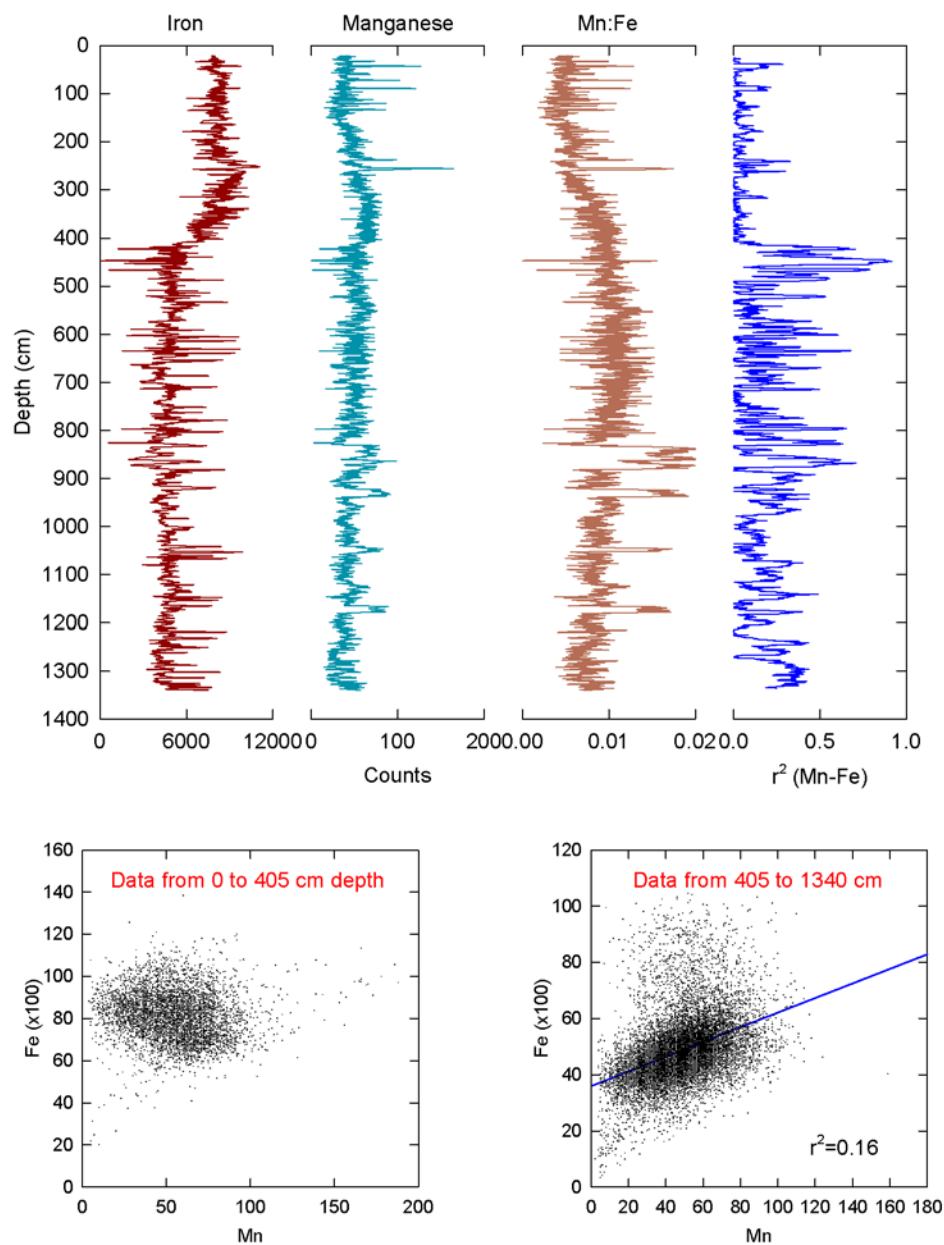 Iron Manganese Mn:Fe
0
100
200
300
400
500
600
700
800
900
1000
1100
1200
1300
1400
Depth (cm)
0 6000 12000 0 100 200 0.00 0.01 0.02 0.0 0.5 1.0
Counts r² (Mn-Fe)
160
140
120
100
80
60
40
20
0
Fe (x100)
Data from 0 to 405 cm depth
0 50 100 150 200
Mn
120
100
80
60
40
20
0
Fe (x100)
Data from 405 to 1340 cm
r²=0.16
0 20 40 60 80 100 120 140 160 180
Mn